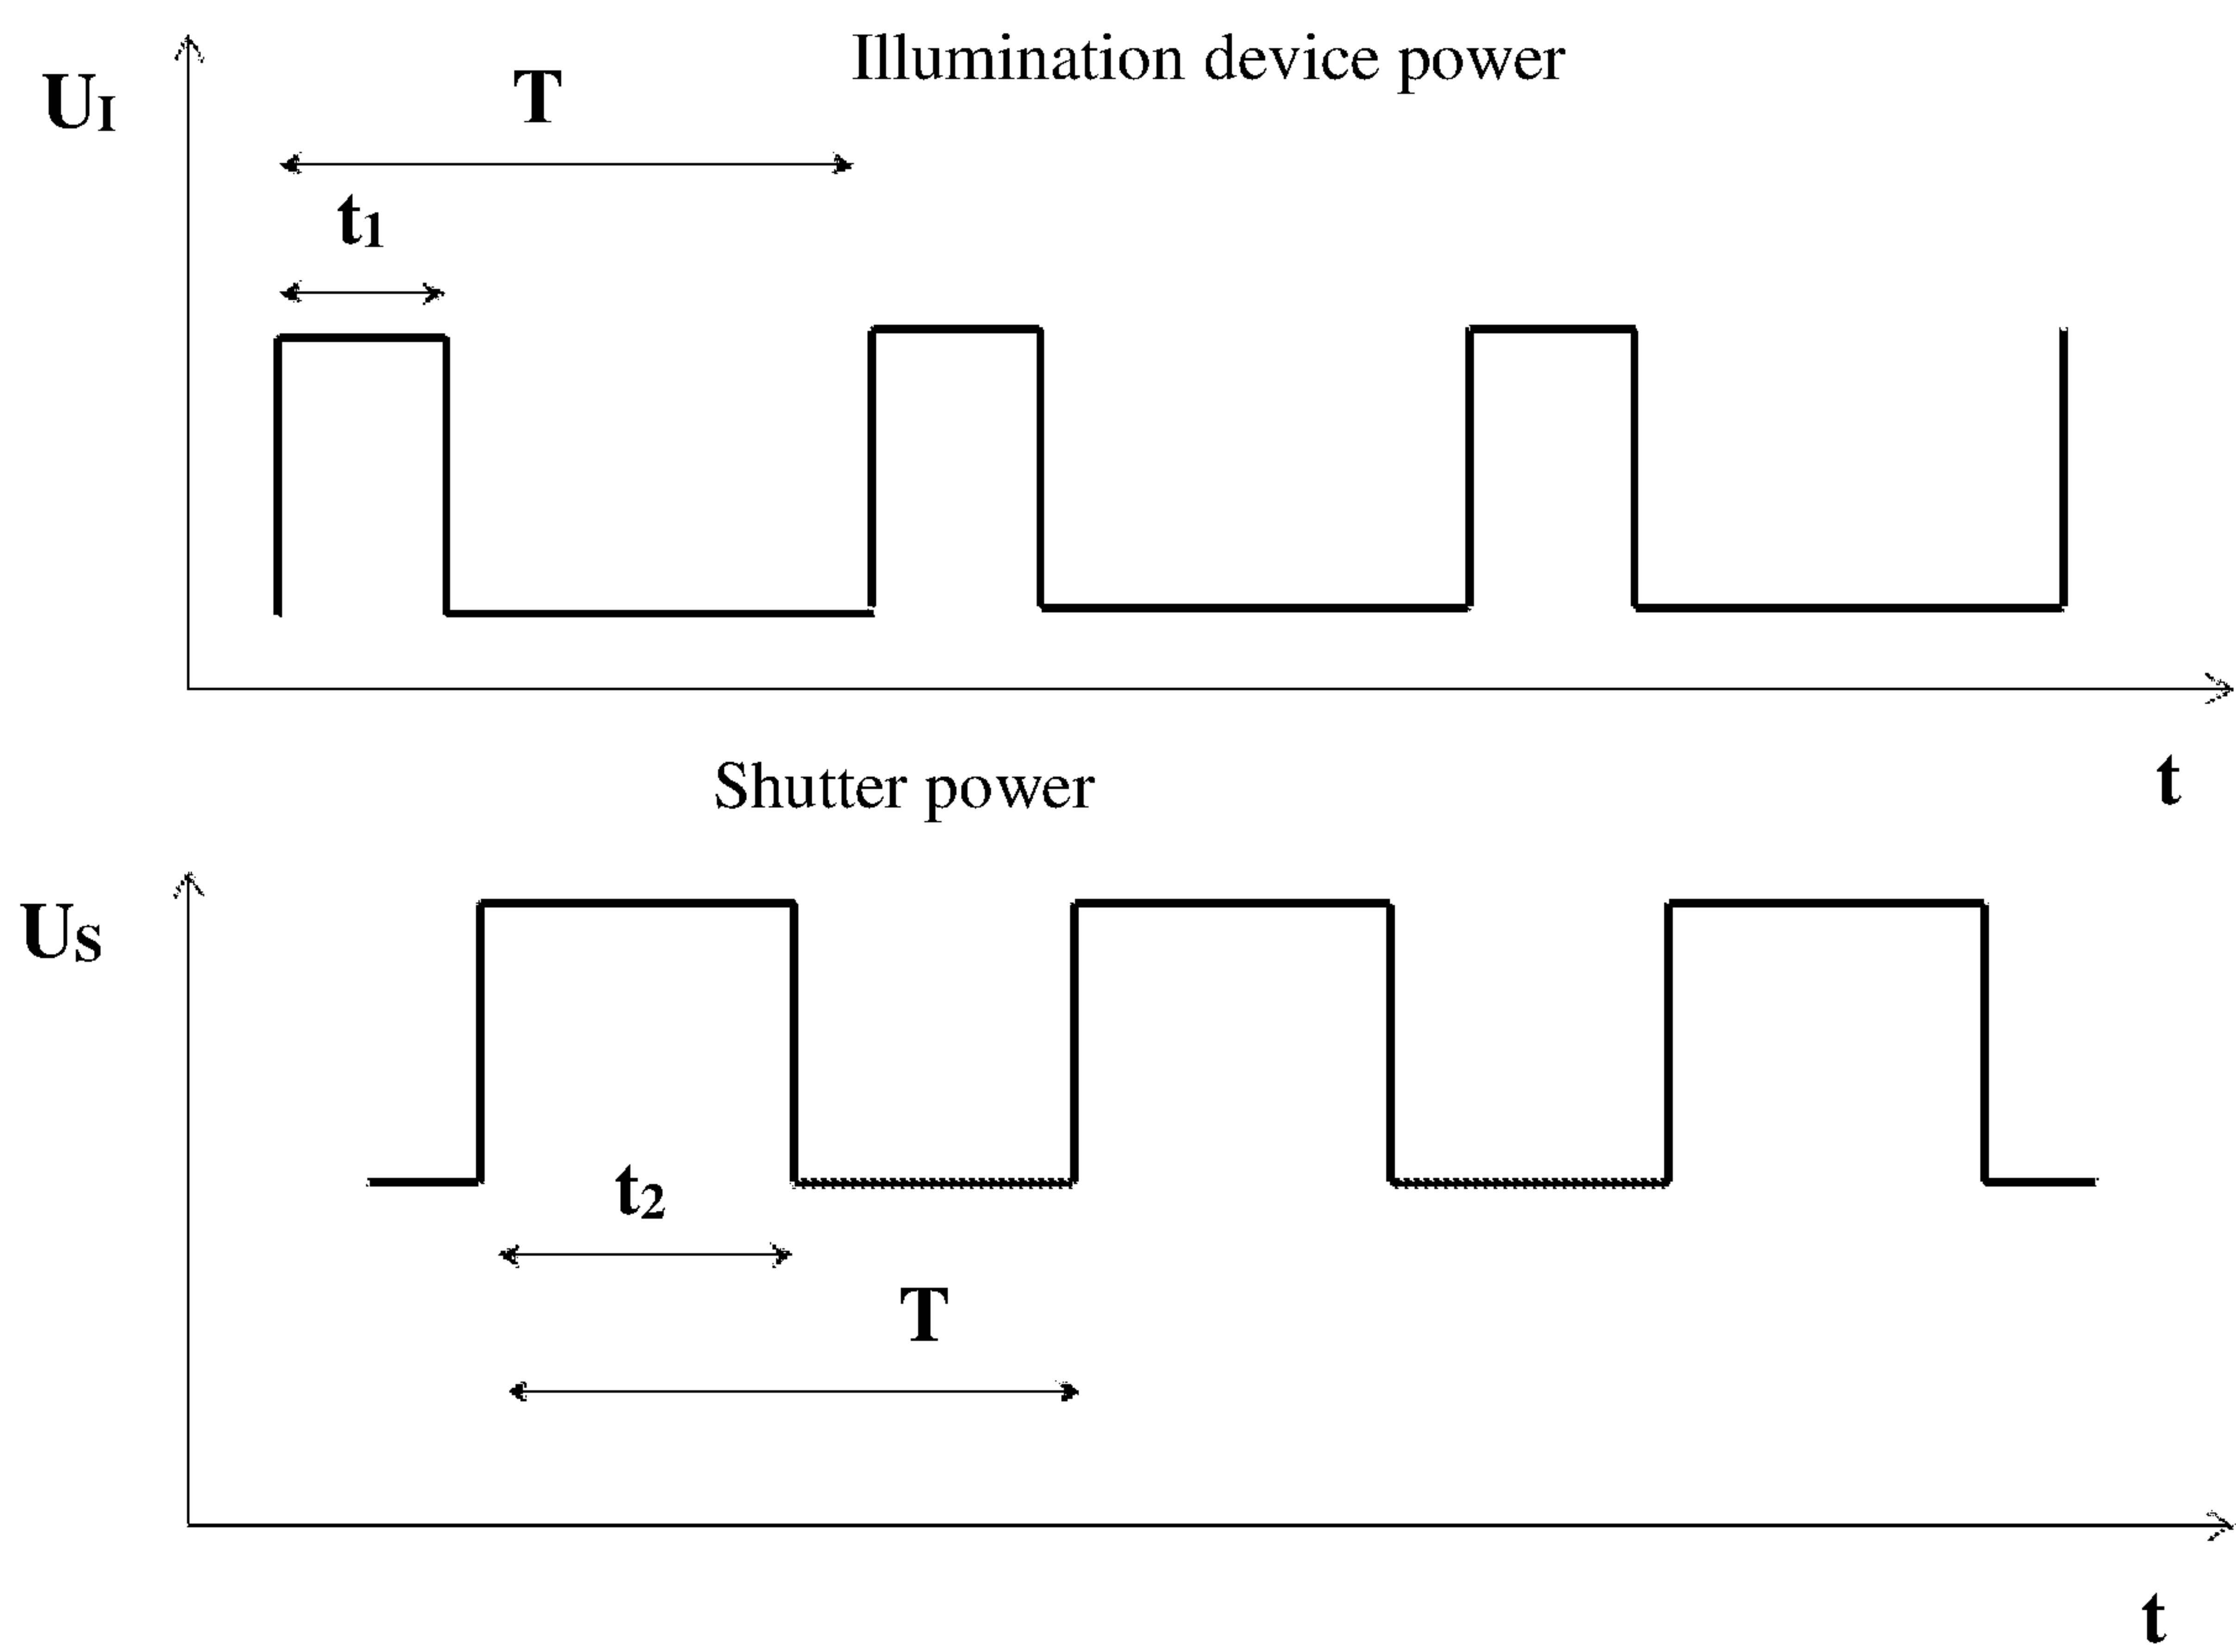 Illumination device power
UI
T
t1
t
Shutter power
US
t2
T
t